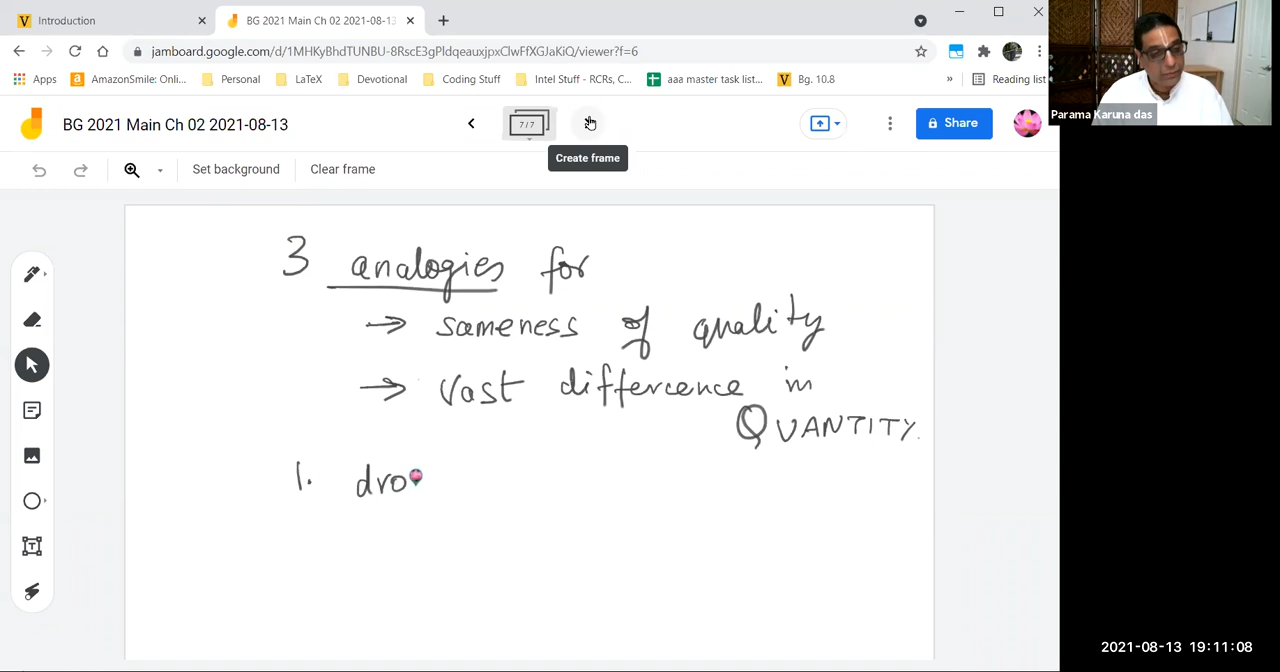 Introduction
BG 2021 Main Ch 02 2021-08-13
jamboard.google.com/d/1MHKyBhdTUNBU-8RscE3gPldqeauxjpxClwFfXGJaKiQ/viewer?f=6
Apps
AmazonSmile: Onli...
Personal
LaTeX
Devotional
Coding Stuff
Intel Stuff - RCRs, C...
aaa master task list...
Bg. 10.8
»
Reading list
Parama Karuna das
BG 2021 Main Ch 02 2021-08-13
7/7
Share
Create frame
Set background
Clear frame
3 analogies for
→ sameness of quality
→ vast difference in
QUANTITY.
1. dro
2021-08-13 19:11:08